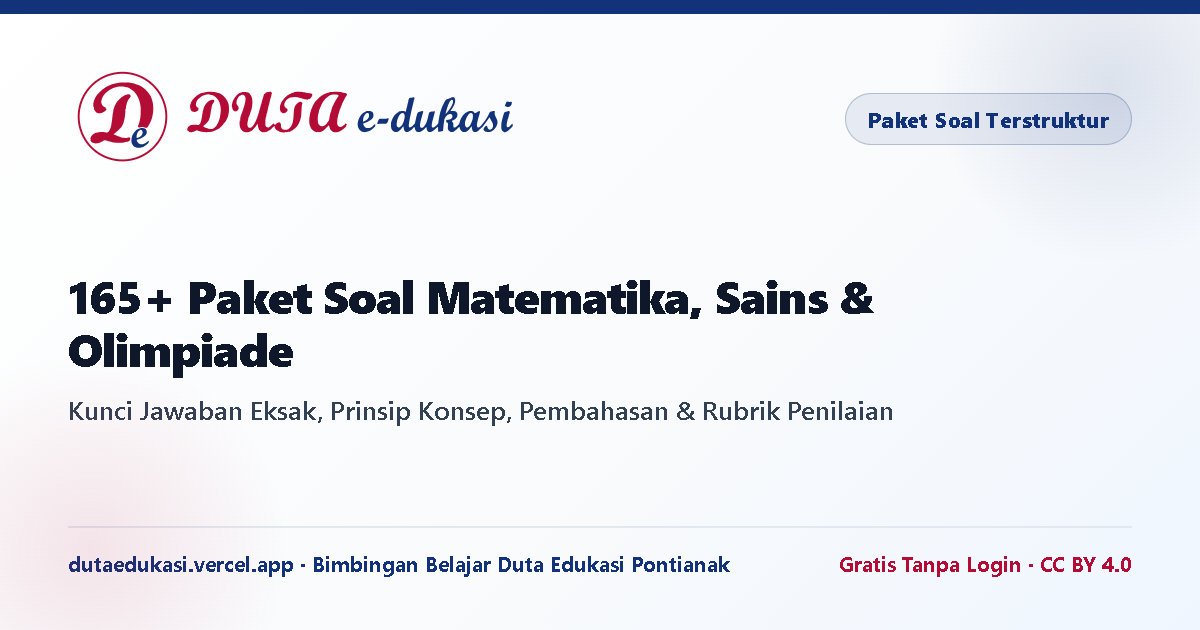 De
DUTA e-dukasi
Paket Soal Terstruktur
165+ Paket Soal Matematika, Sains &
Olimpiade
Kunci Jawaban Eksak, Prinsip Konsep, Pembahasan & Rubrik Penilaian
dutaedukasi.vercel.app · Bimbingan Belajar Duta Edukasi Pontianak
Gratis Tanpa Login · CC BY 4.0